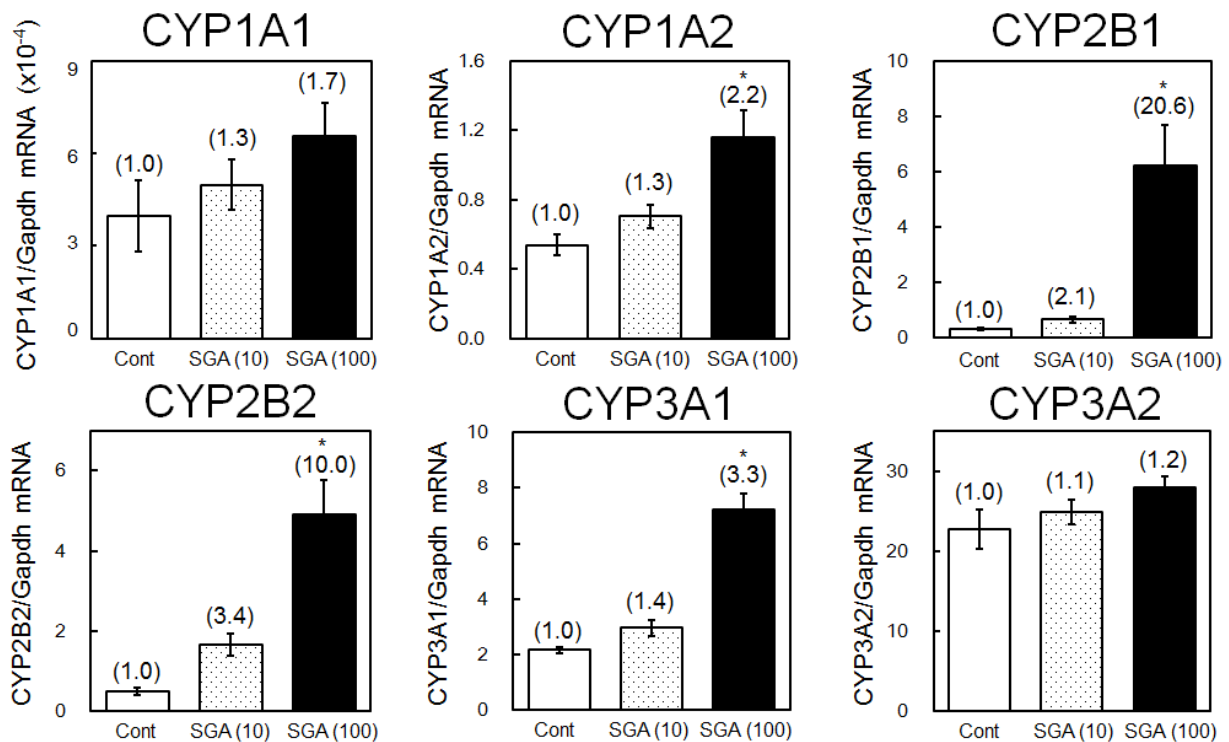 CYP1A1
CYP1A1/Gapdh mRNA (x10-4)
9
6
3
0
(1.0)
(1.3)
(1.7)
Cont
SGA (10)
SGA (100)
CYP1A2
CYP1A2/Gapdh mRNA
1.6
1.2
0.8
0.4
0.0
(1.0)
(1.3)
*
(2.2)
Cont
SGA (10)
SGA (100)
CYP2B1
CYP2B1/Gapdh mRNA
10
8
6
4
2
0
(1.0)
(2.1)
*
(20.6)
Cont
SGA (10)
SGA (100)
CYP2B2
CYP2B2/Gapdh mRNA
6
4
2
0
(1.0)
(3.4)
*
(10.0)
Cont
SGA (10)
SGA (100)
CYP3A1
CYP3A1/Gapdh mRNA
10
8
6
4
2
0
(1.0)
(1.4)
*
(3.3)
Cont
SGA (10)
SGA (100)
CYP3A2
CYP3A2/Gapdh mRNA
30
20
10
0
(1.0)
(1.1)
(1.2)
Cont
SGA (10)
SGA (100)